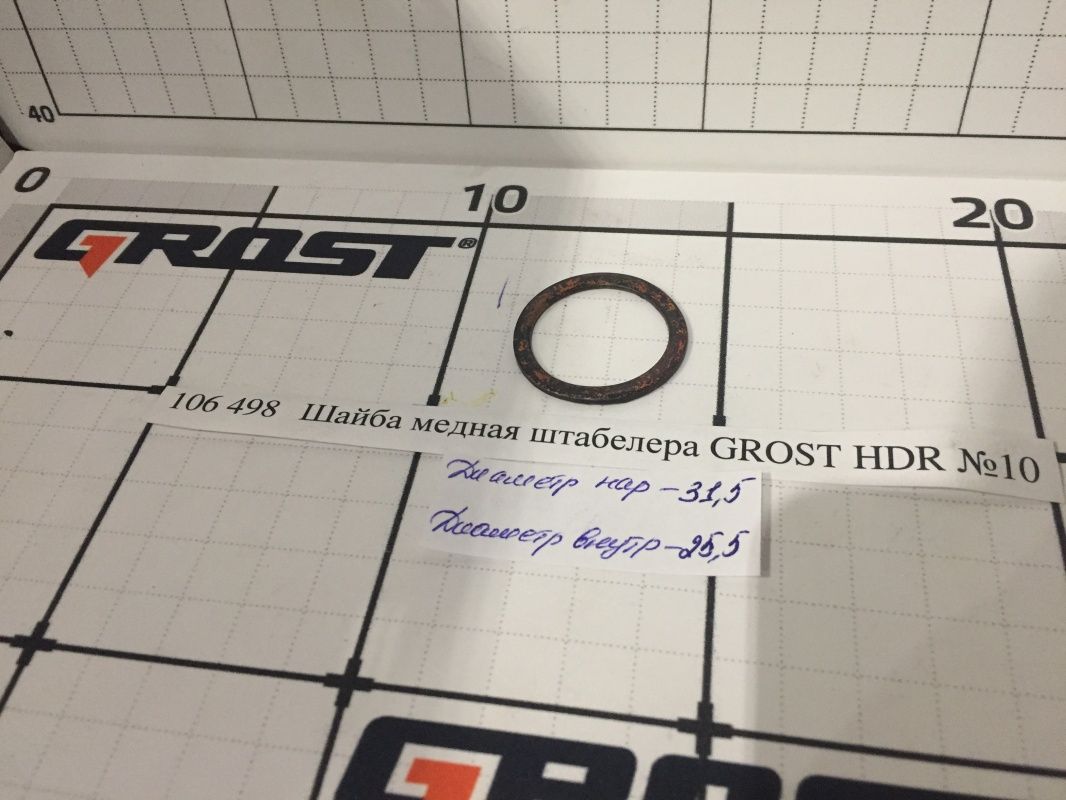 40
0 10 20
GROST®
106 498 Шайба медная штабелера GROST HDR №10
Диаметр нар - 31,5
Диаметр внутр - 25,5
GROST